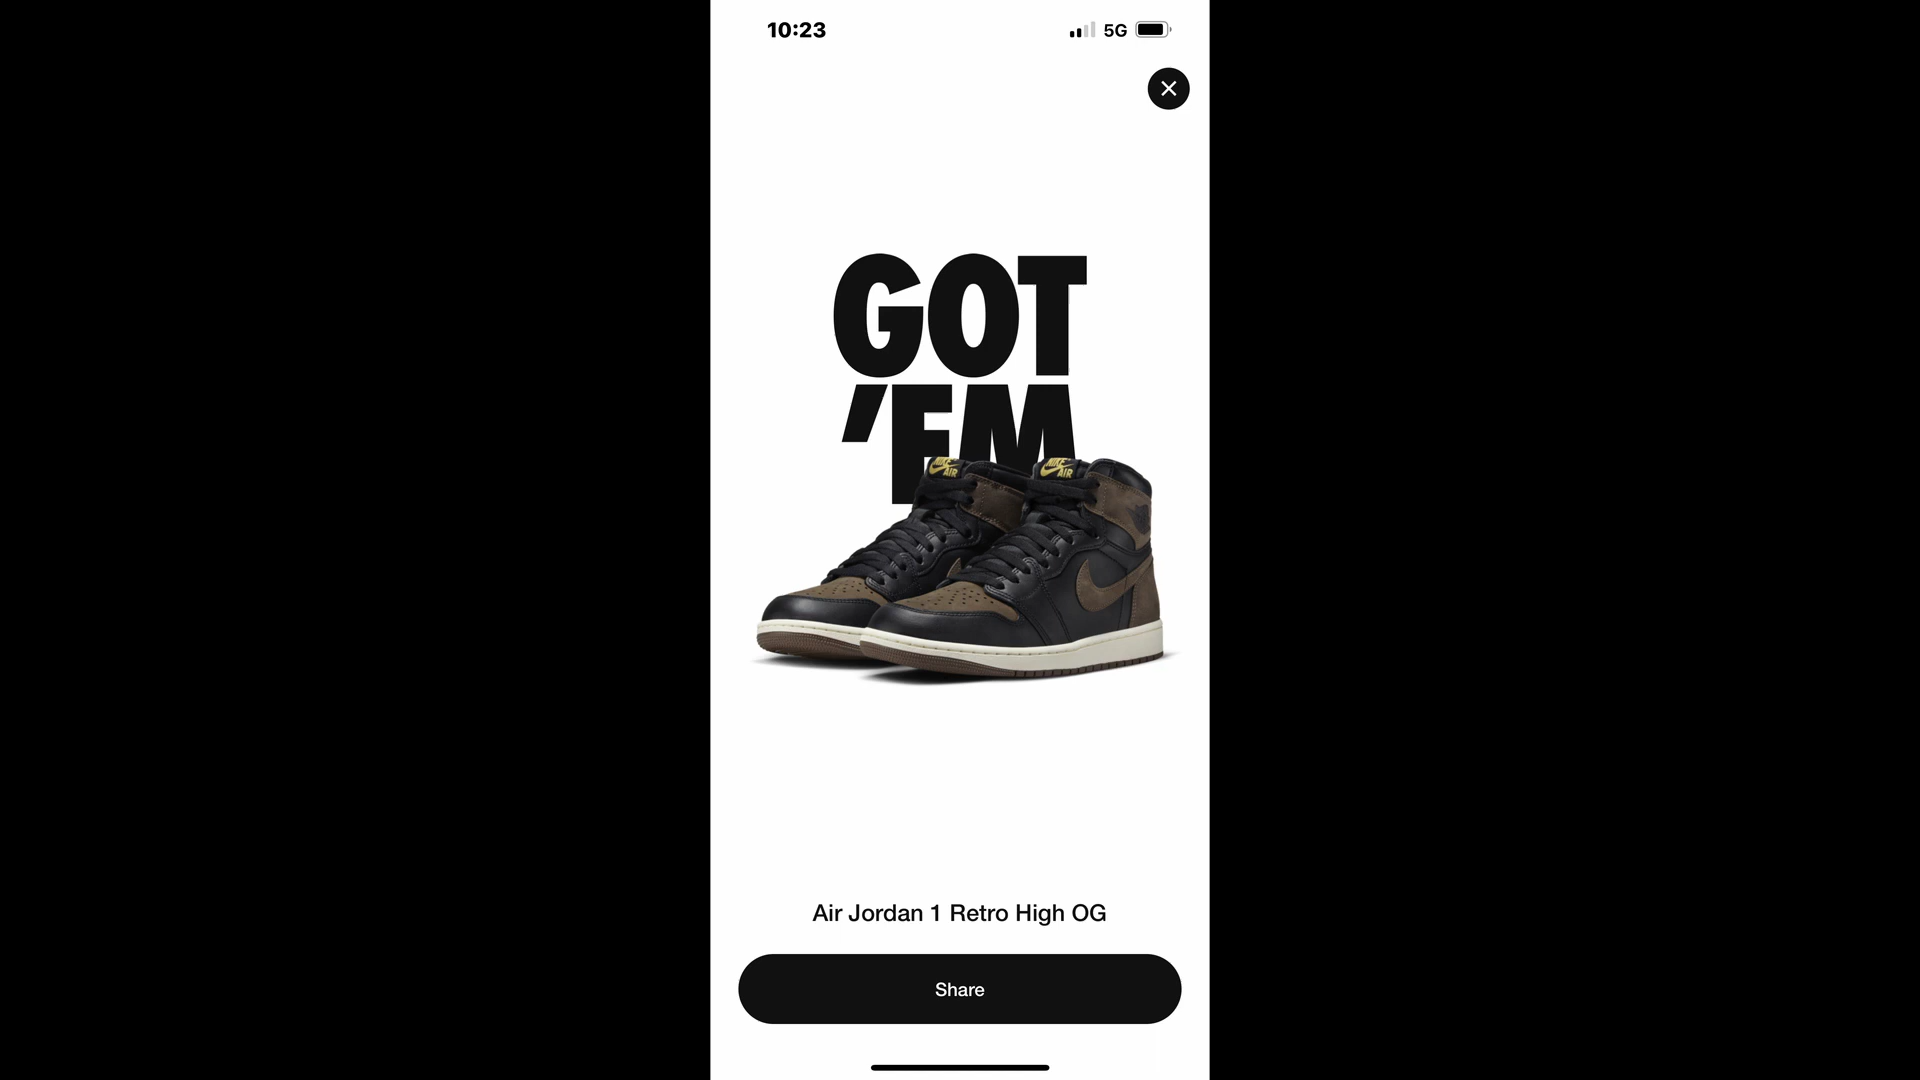 10:23
5G
GOT
'EM
NIKE
AIR
NIKE
AIR
Air Jordan 1 Retro High OG
Share